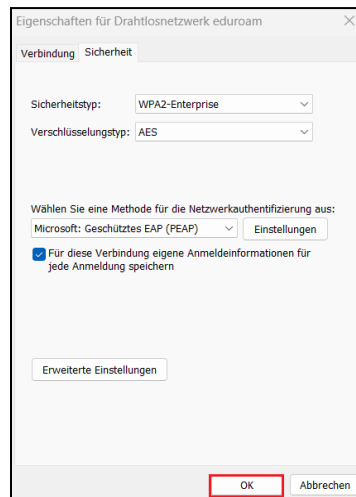 Eigenschaften für Drahtlosnetzwerk eduroam
Verbindung Sicherheit
Sicherheitstyp: WPA2-Enterprise
Verschlüsselungstyp: AES
Wählen Sie eine Methode für die Netzwerkauthentifizierung aus:
Microsoft: Geschütztes EAP (PEAP) Einstellungen
Für diese Verbindung eigene Anmeldeinformationen für
jede Anmeldung speichern
Erweiterte Einstellungen
OK Abbrechen